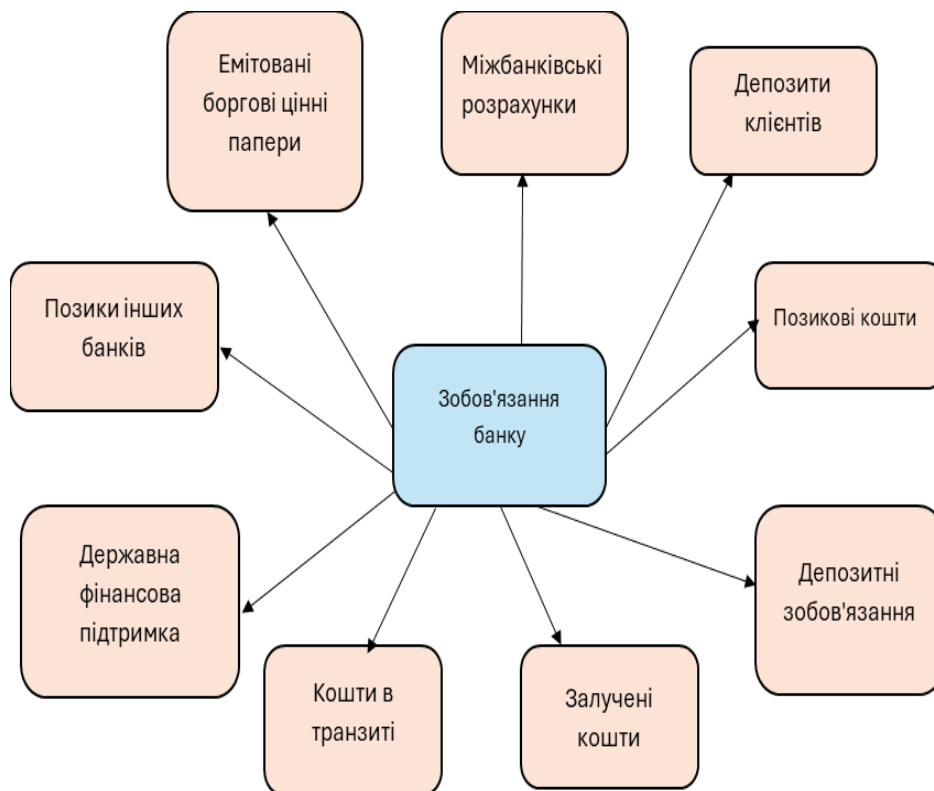 Емітовані
боргові цінні
папери
Міжбанківські
розрахунки
Депозити
клієнтів
Позики інших
банків
Позикові кошти
Зобов'язання
банку
Державна
фінансова
підтримка
Депозитні
зобов'язання
Кошти в
транзиті
Залучені
кошти